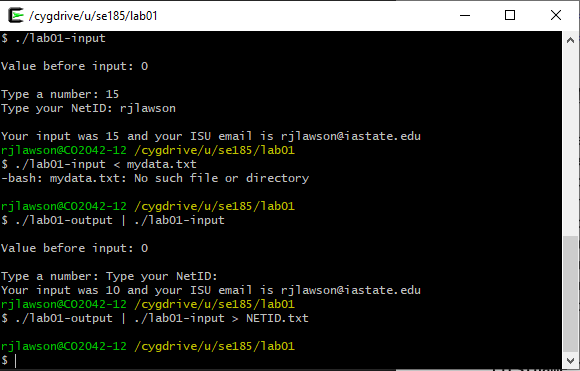 /cygdrive/u/se185/lab01
$ ./lab01-input
Value before input: 0
Type a number: 15
Type your NetID: rjlawson
Your input was 15 and your ISU email is rjlawson@iastate.edu
rjlawson@CO2042-12 /cygdrive/u/se185/lab01
$ ./lab01-input < mydata.txt
-bash: mydata.txt: No such file or directory
rjlawson@CO2042-12 /cygdrive/u/se185/lab01
$ ./lab01-output | ./lab01-input
Value before input: 0
Type a number: Type your NetID:
Your input was 10 and your ISU email is rjlawson@iastate.edu
rjlawson@CO2042-12 /cygdrive/u/se185/lab01
$ ./lab01-output | ./lab01-input > NETID.txt
rjlawson@CO2042-12 /cygdrive/u/se185/lab01
$